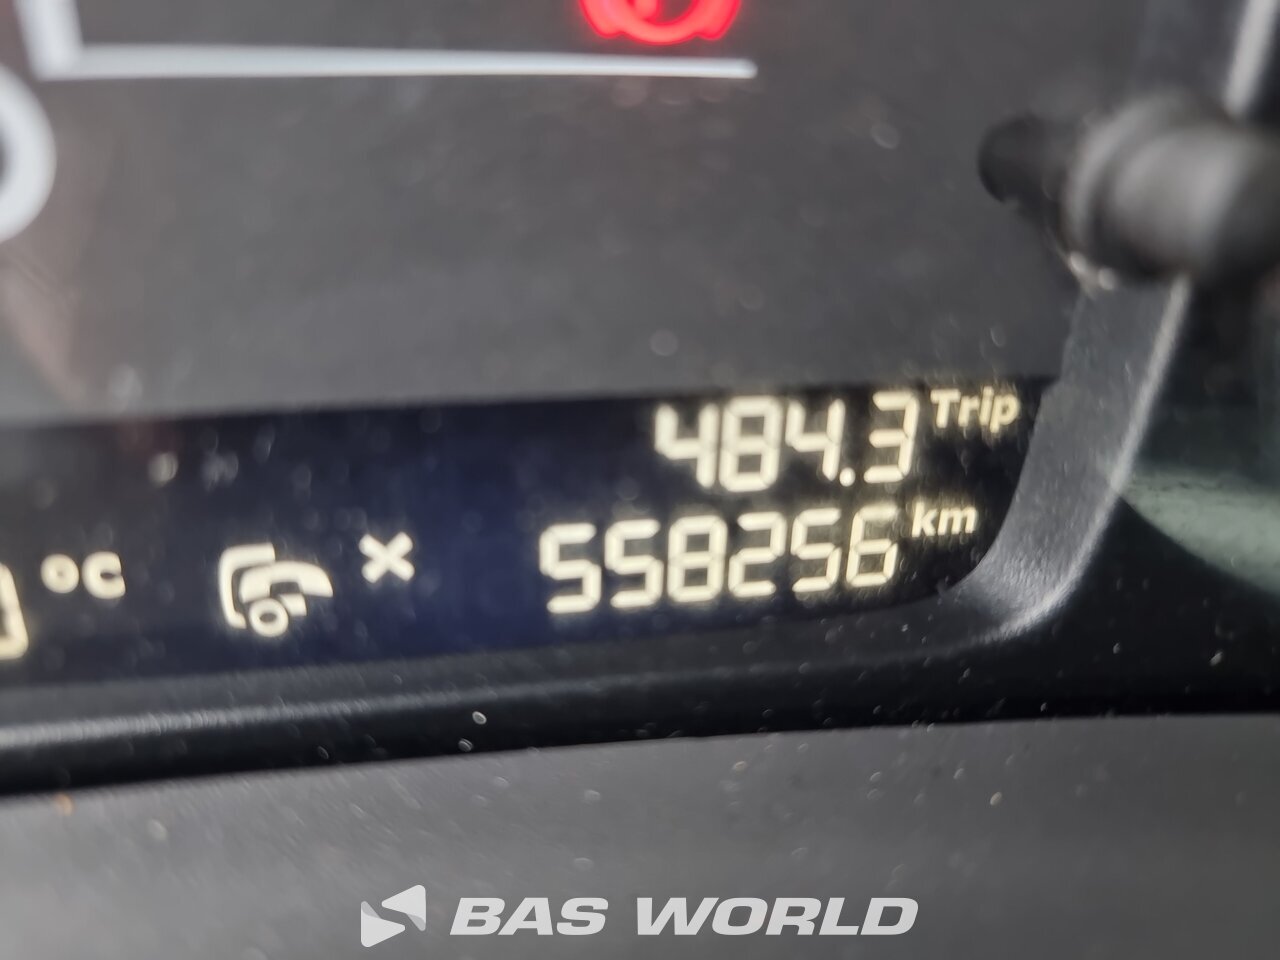 484.3 Trip
°C × 558256 km
BAS WORLD